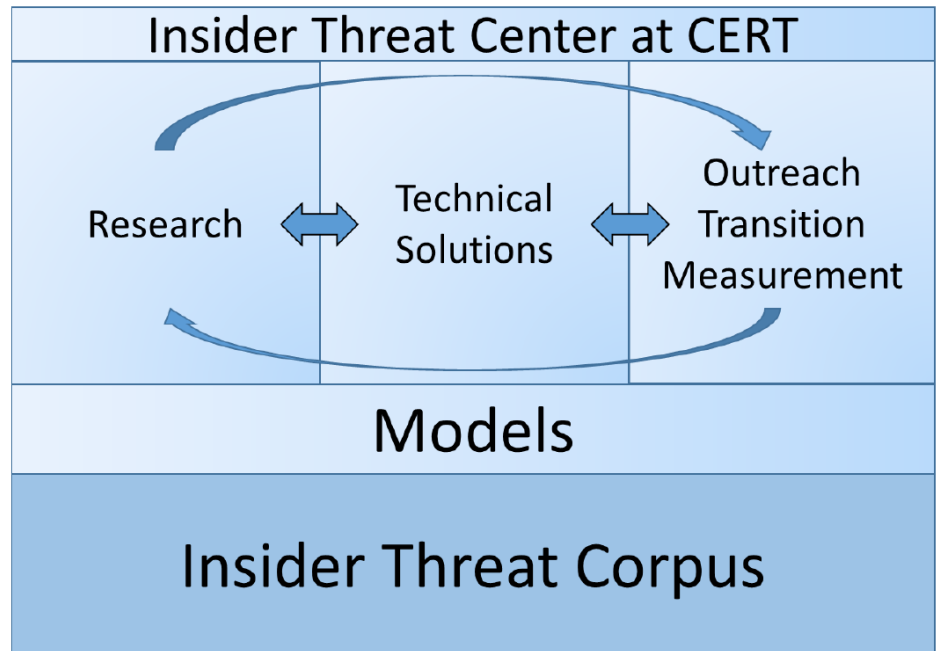 Insider Threat Center at CERT
Research
Technical
Solutions
Outreach
Transition
Measurement
Models
Insider Threat Corpus